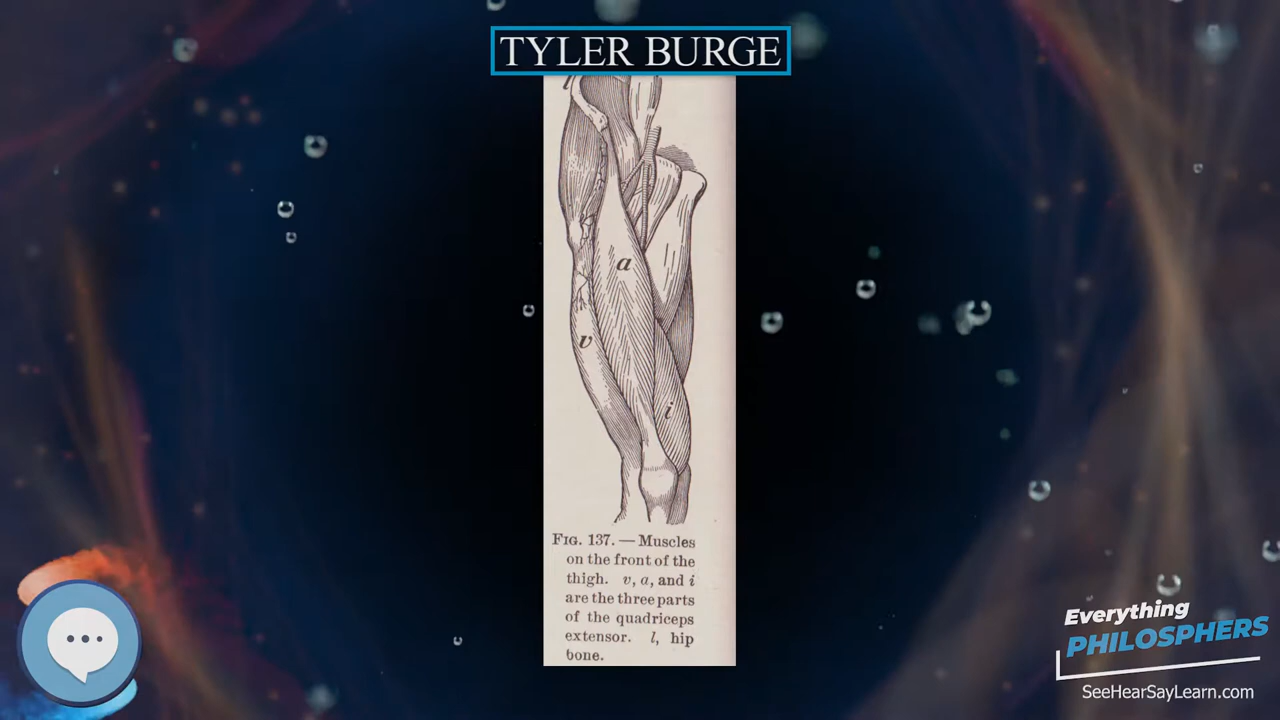 TYLER BURGE
a
v
i
FIG. 137. — Muscles
on the front of the
thigh. v, a, and i
are the three parts
of the quadriceps
extensor. l, hip
bone.
Everything
PHILOSPHERS
SeeHearSayLearn.com